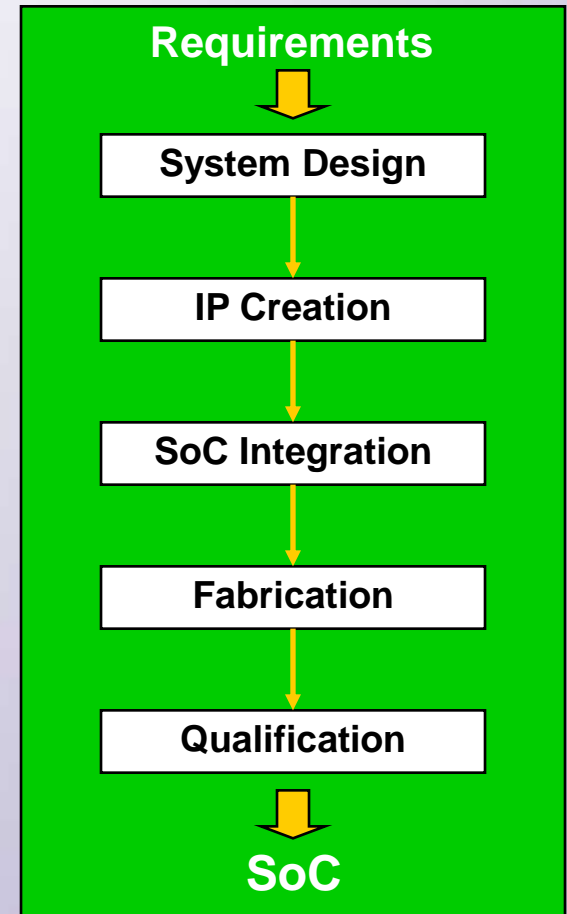 Requirements
System Design
IP Creation
SoC Integration
Fabrication
Qualification
SoC